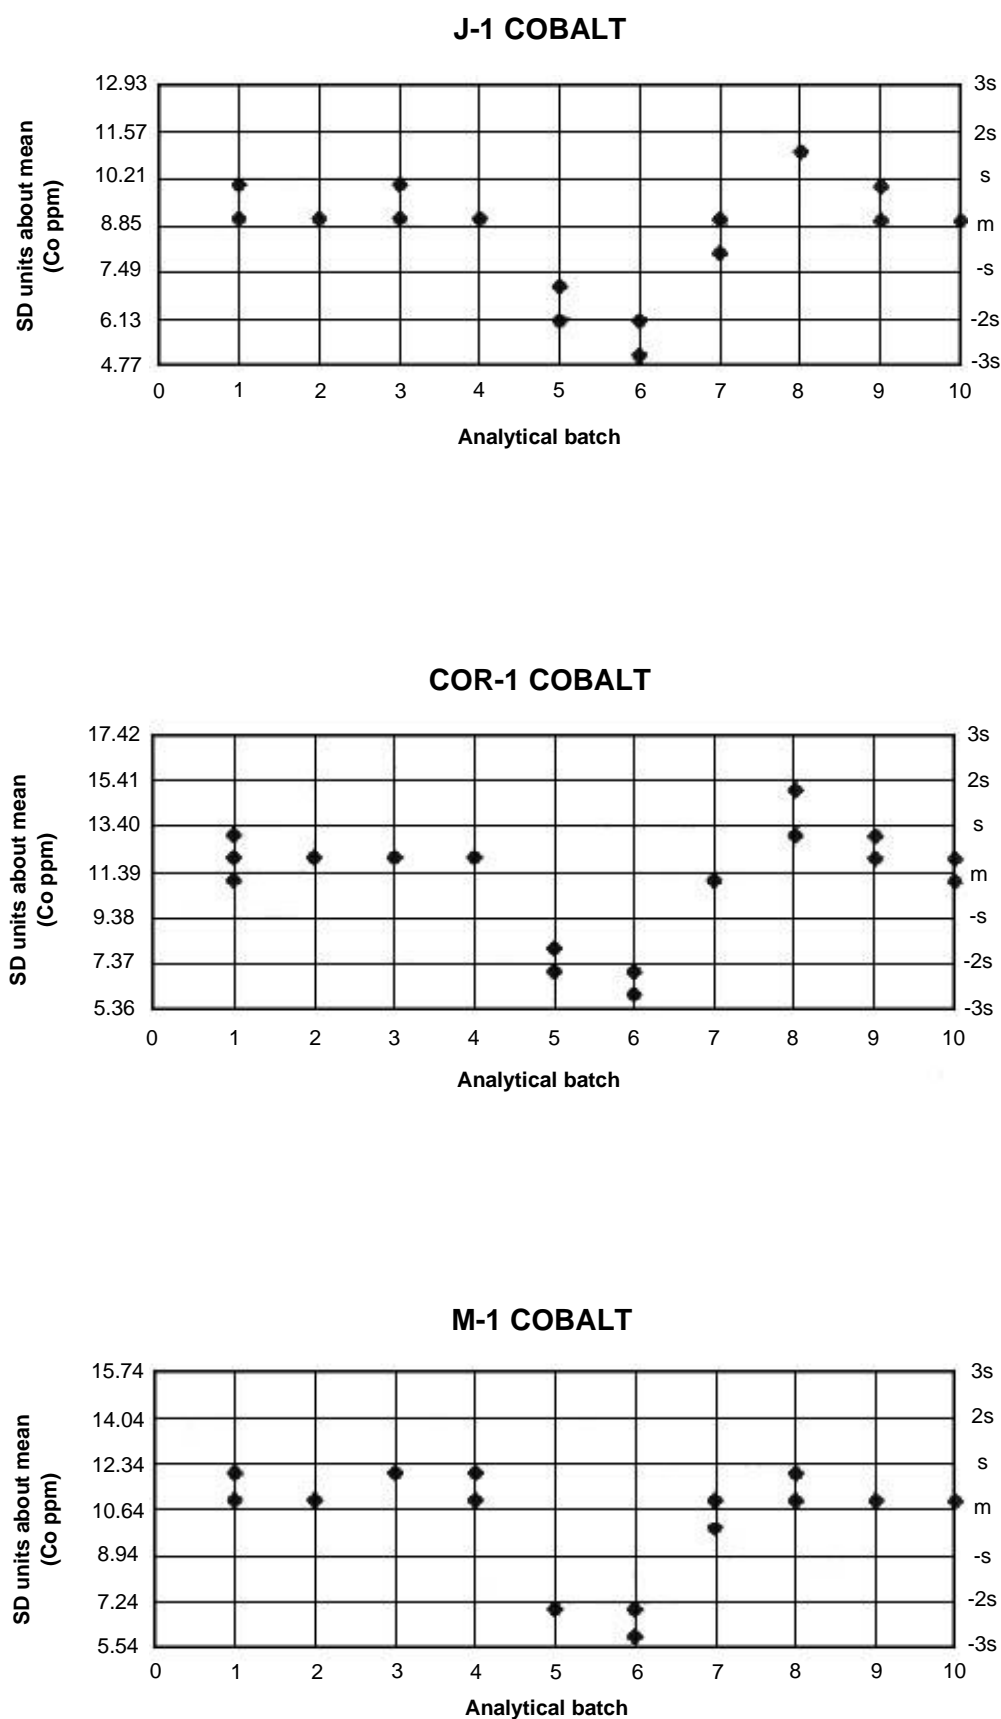 J-1 COBALT
12.93 3s
11.57 2s
10.21 s
8.85 m
7.49 -s
6.13 -2s
4.77 -3s
SD units about mean
(Co ppm)
0 1 2 3 4 5 6 7 8 9 10
Analytical batch
COR-1 COBALT
17.42 3s
15.41 2s
13.40 s
11.39 m
9.38 -s
7.37 -2s
5.36 -3s
SD units about mean
(Co ppm)
0 1 2 3 4 5 6 7 8 9 10
Analytical batch
M-1 COBALT
15.74 3s
14.04 2s
12.34 s
10.64 m
8.94 -s
7.24 -2s
5.54 -3s
SD units about mean
(Co ppm)
0 1 2 3 4 5 6 7 8 9 10
Analytical batch